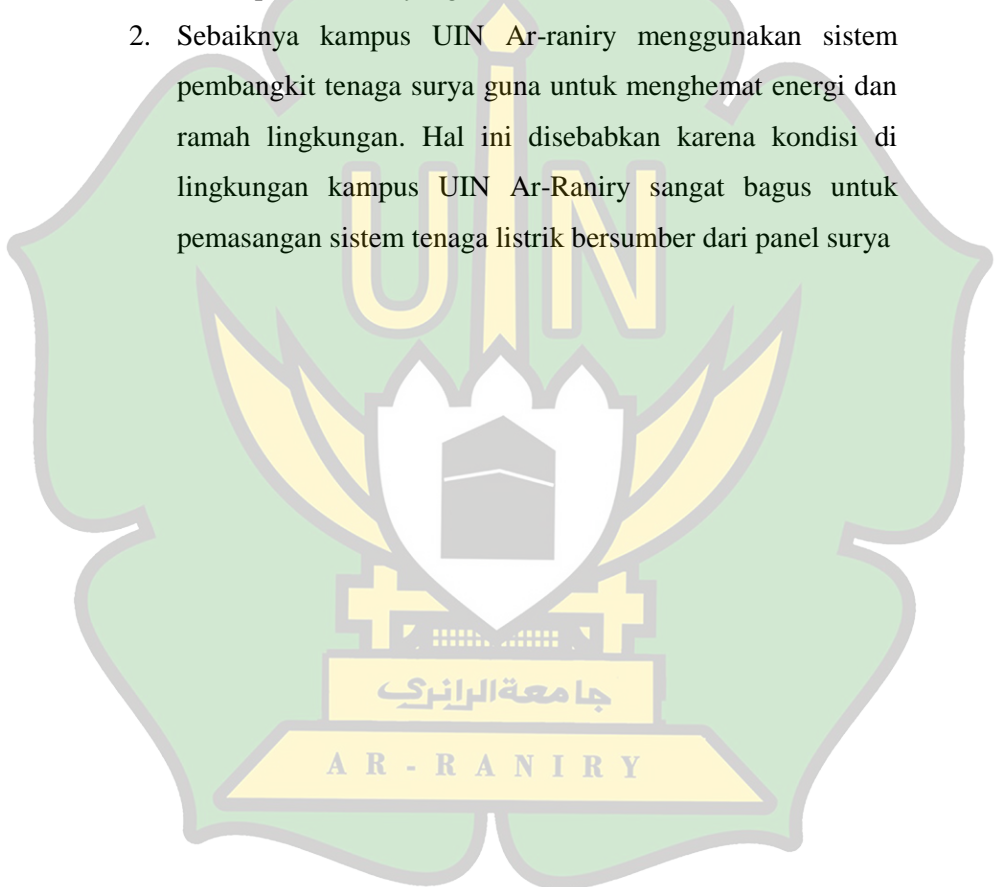 2. Sebaiknya kampus UIN Ar-raniry menggunakan sistem
pembangkit tenaga surya guna untuk menghemat energi dan
ramah lingkungan. Hal ini disebabkan karena kondisi di
lingkungan kampus UIN Ar-Raniry sangat bagus untuk
pemasangan sistem tenaga listrik bersumber dari panel surya
UIN
جامعة الرانري
AR-RANIRY